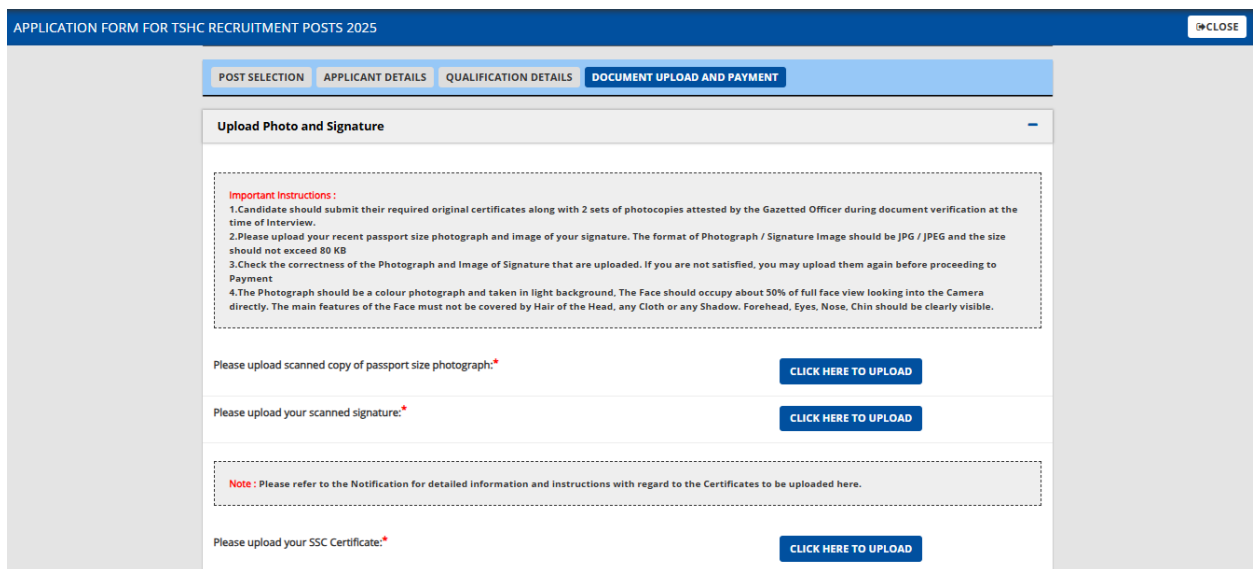 APPLICATION FORM FOR TSHC RECRUITMENT POSTS 2025
CLOSE
POST SELECTION APPLICANT DETAILS QUALIFICATION DETAILS DOCUMENT UPLOAD AND PAYMENT
Upload Photo and Signature
Important Instructions :
1.Candidate should submit their required original certificates along with 2 sets of photocopies attested by the Gazetted Officer during document verification at the
time of Interview.
2.Please upload your recent passport size photograph and image of your signature. The format of Photograph / Signature Image should be JPG / JPEG and the size
should not exceed 80 KB
3.Check the correctness of the Photograph and Image of Signature that are uploaded. If you are not satisfied, you may upload them again before proceeding to
Payment
4.The Photograph should be a colour photograph and taken in light background, The Face should occupy about 50% of full face view looking into the Camera
directly. The main features of the Face must not be covered by Hair of the Head, any Cloth or any Shadow. Forehead, Eyes, Nose, Chin should be clearly visible.
Please upload scanned copy of passport size photograph:*
CLICK HERE TO UPLOAD
Please upload your scanned signature:*
CLICK HERE TO UPLOAD
Note : Please refer to the Notification for detailed information and instructions with regard to the Certificates to be uploaded here.
Please upload your SSC Certificate:*
CLICK HERE TO UPLOAD